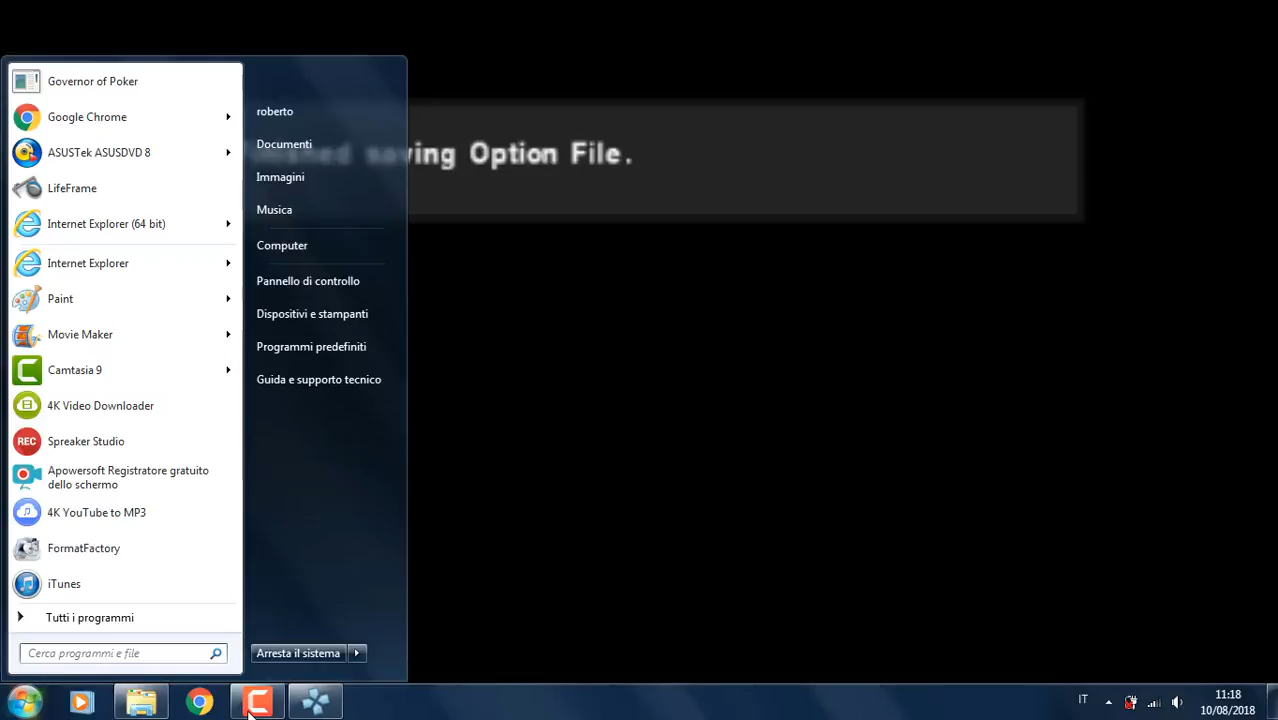 Governor of Poker
Google Chrome
ASUSTek ASUSDVD 8
LifeFrame
Internet Explorer (64 bit)
Internet Explorer
Paint
Movie Maker
Camtasia 9
4K Video Downloader
REC
Spreaker Studio
Apowersoft Registratore gratuito
dello schermo
4K YouTube to MP3
FormatFactory
iTunes
Tutti i programmi
Cerca programmi e file
roberto
Documenti
Immagini
Musica
Computer
Pannello di controllo
Dispositivi e stampanti
Programmi predefiniti
Guida e supporto tecnico
Arresta il sistema
saving Option File.
IT
11:18
10/08/2018